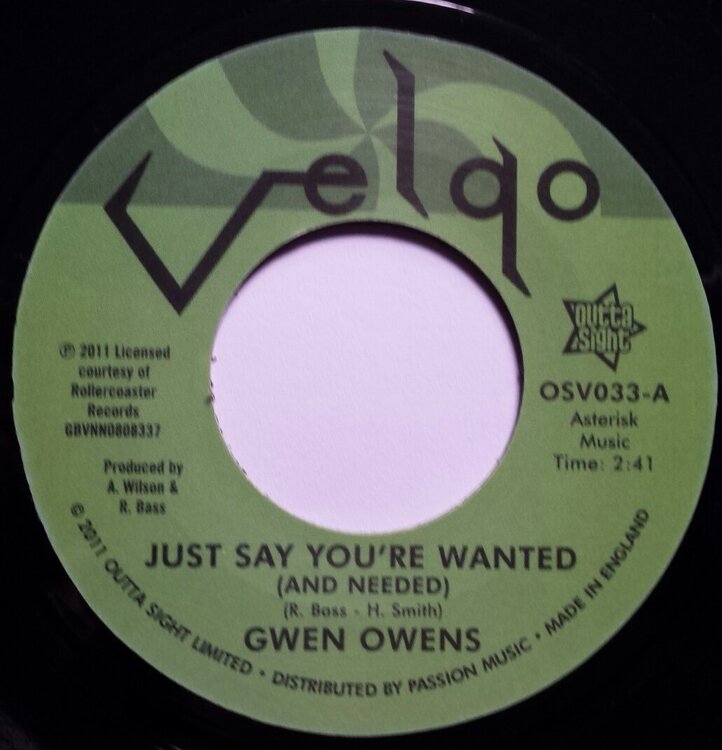 Velgo
outta
sight
℗ 2011 Licensed
courtesy of
Rollercoaster
Records
GBVNN0808337
Produced by
A. Wilson &
R. Bass
OSV033-A
Asterisk
Music
Time: 2:41
JUST SAY YOU'RE WANTED
(AND NEEDED)
(R. Bass - H. Smith)
GWEN OWENS
© 2011 OUTTA SIGHT LIMITED • DISTRIBUTED BY PASSION MUSIC • MADE IN ENGLAND